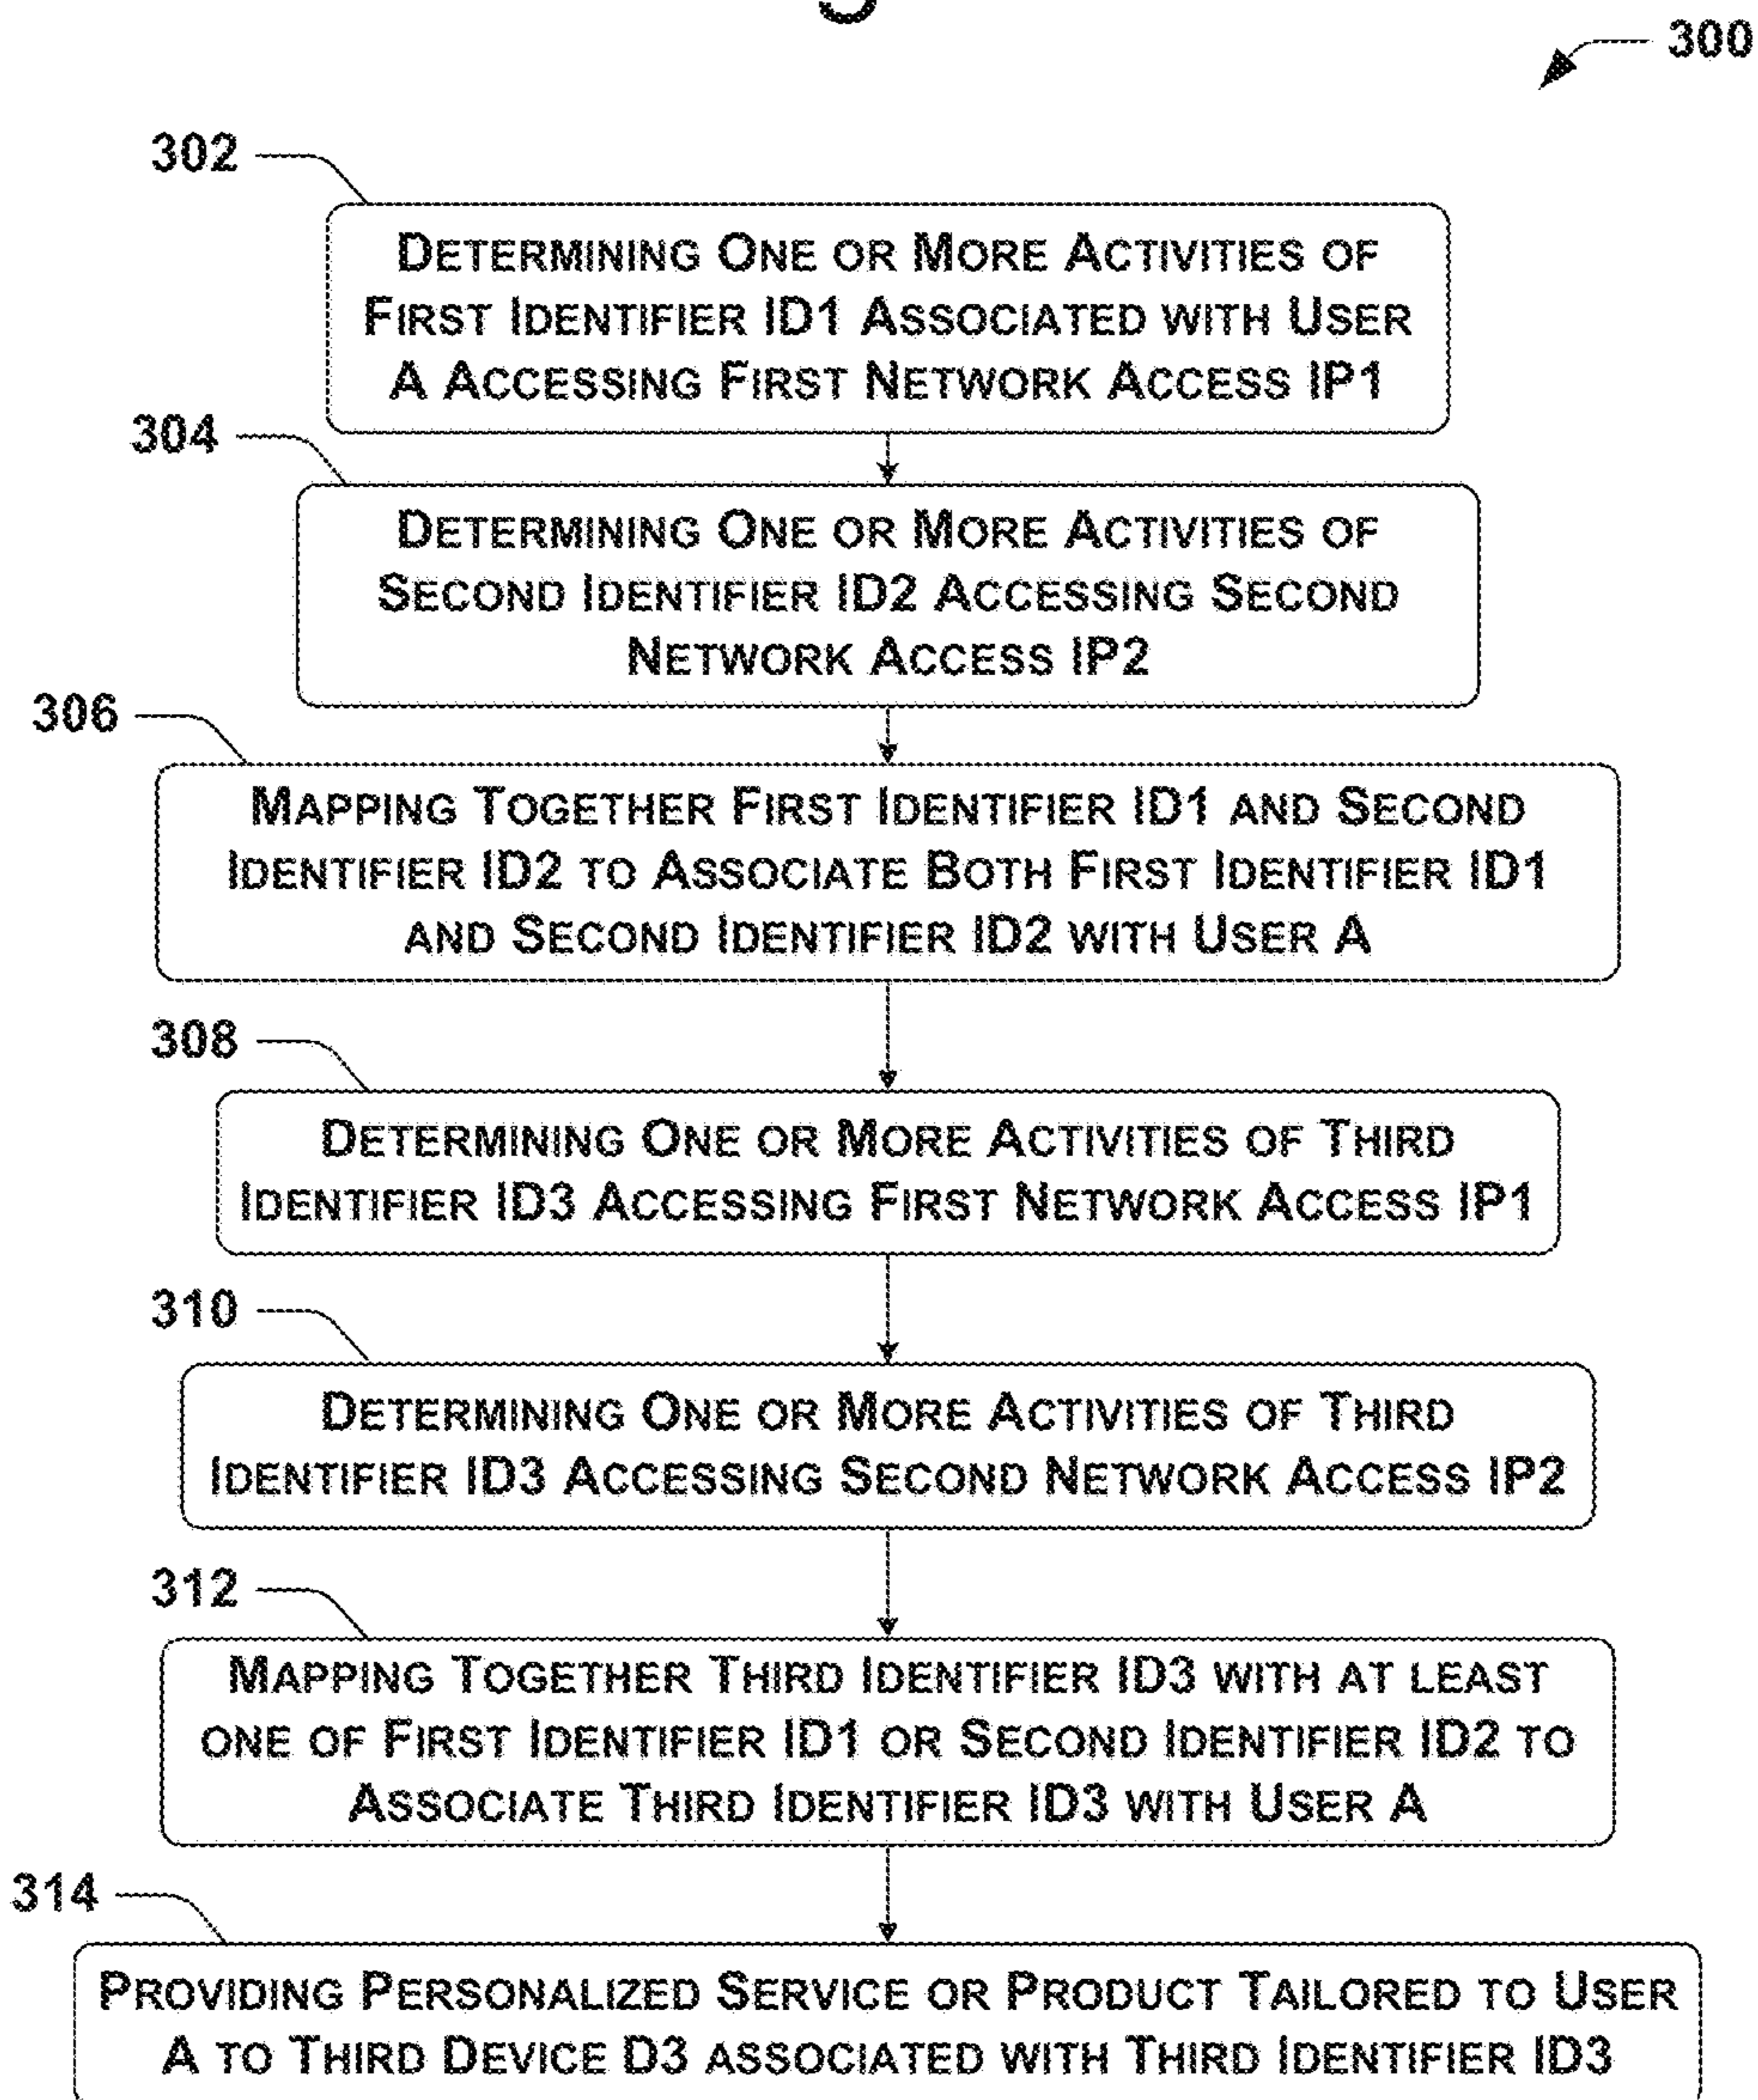 300
302
DETERMINING ONE OR MORE ACTIVITIES OF
FIRST IDENTIFIER ID1 ASSOCIATED WITH USER
A ACCESSING FIRST NETWORK ACCESS IP1
304
DETERMINING ONE OR MORE ACTIVITIES OF
SECOND IDENTIFIER ID2 ACCESSING SECOND
NETWORK ACCESS IP2
306
MAPPING TOGETHER FIRST IDENTIFIER ID1 AND SECOND
IDENTIFIER ID2 TO ASSOCIATE BOTH FIRST IDENTIFIER ID1
AND SECOND IDENTIFIER ID2 WITH USER A
308
DETERMINING ONE OR MORE ACTIVITIES OF THIRD
IDENTIFIER ID3 ACCESSING FIRST NETWORK ACCESS IP1
310
DETERMINING ONE OR MORE ACTIVITIES OF THIRD
IDENTIFIER ID3 ACCESSING SECOND NETWORK ACCESS IP2
312
MAPPING TOGETHER THIRD IDENTIFIER ID3 WITH AT LEAST
ONE OF FIRST IDENTIFIER ID1 OR SECOND IDENTIFIER ID2 TO
ASSOCIATE THIRD IDENTIFIER ID3 WITH USER A
314
PROVIDING PERSONALIZED SERVICE OR PRODUCT TAILORED TO USER
A TO THIRD DEVICE D3 ASSOCIATED WITH THIRD IDENTIFIER ID3